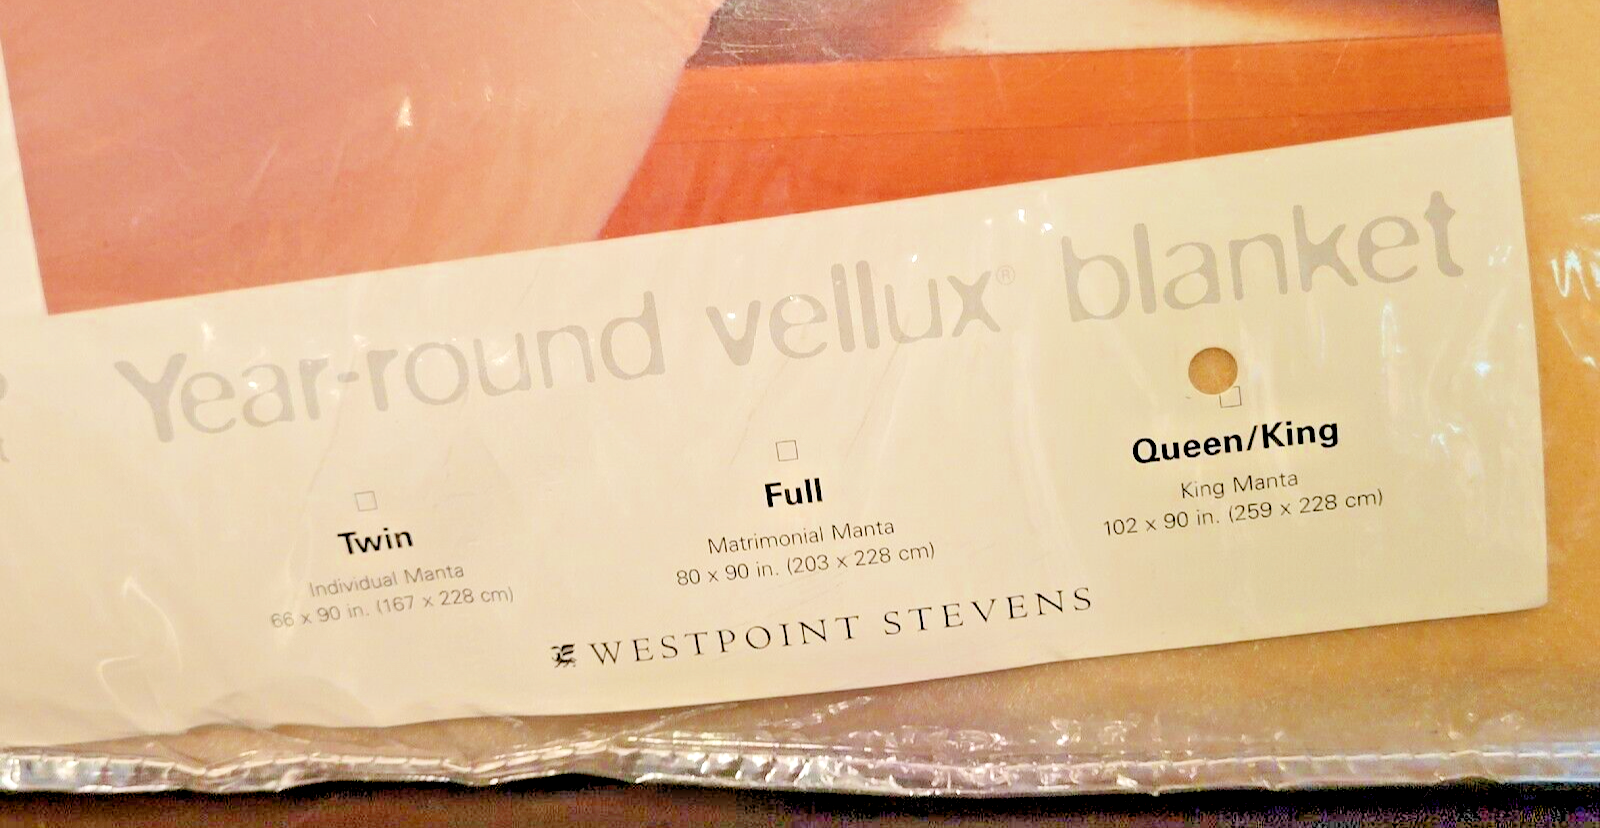 Year-round vellux® blanket
Twin
Individual Manta
66 x 90 in. (167 x 228 cm)
Full
Matrimonial Manta
80 x 90 in. (203 x 228 cm)
Queen/King
King Manta
102 x 90 in. (259 x 228 cm)
WESTPOINT STEVENS